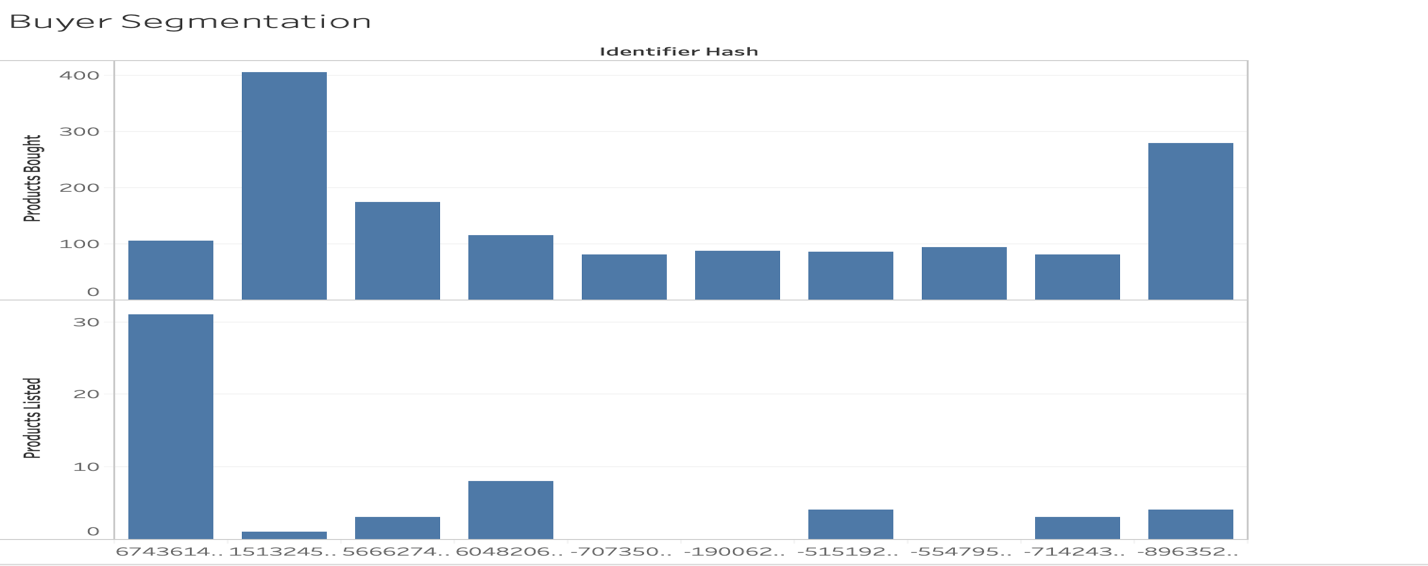 Buyer Segmentation
Identifier Hash
Products Bought
400
300
200
100
0
Products Listed
30
20
10
0
6743614.. 1513245.. 5666274.. 6048206.. -707350.. -190062.. -515192.. -554795.. -714243.. -896352..